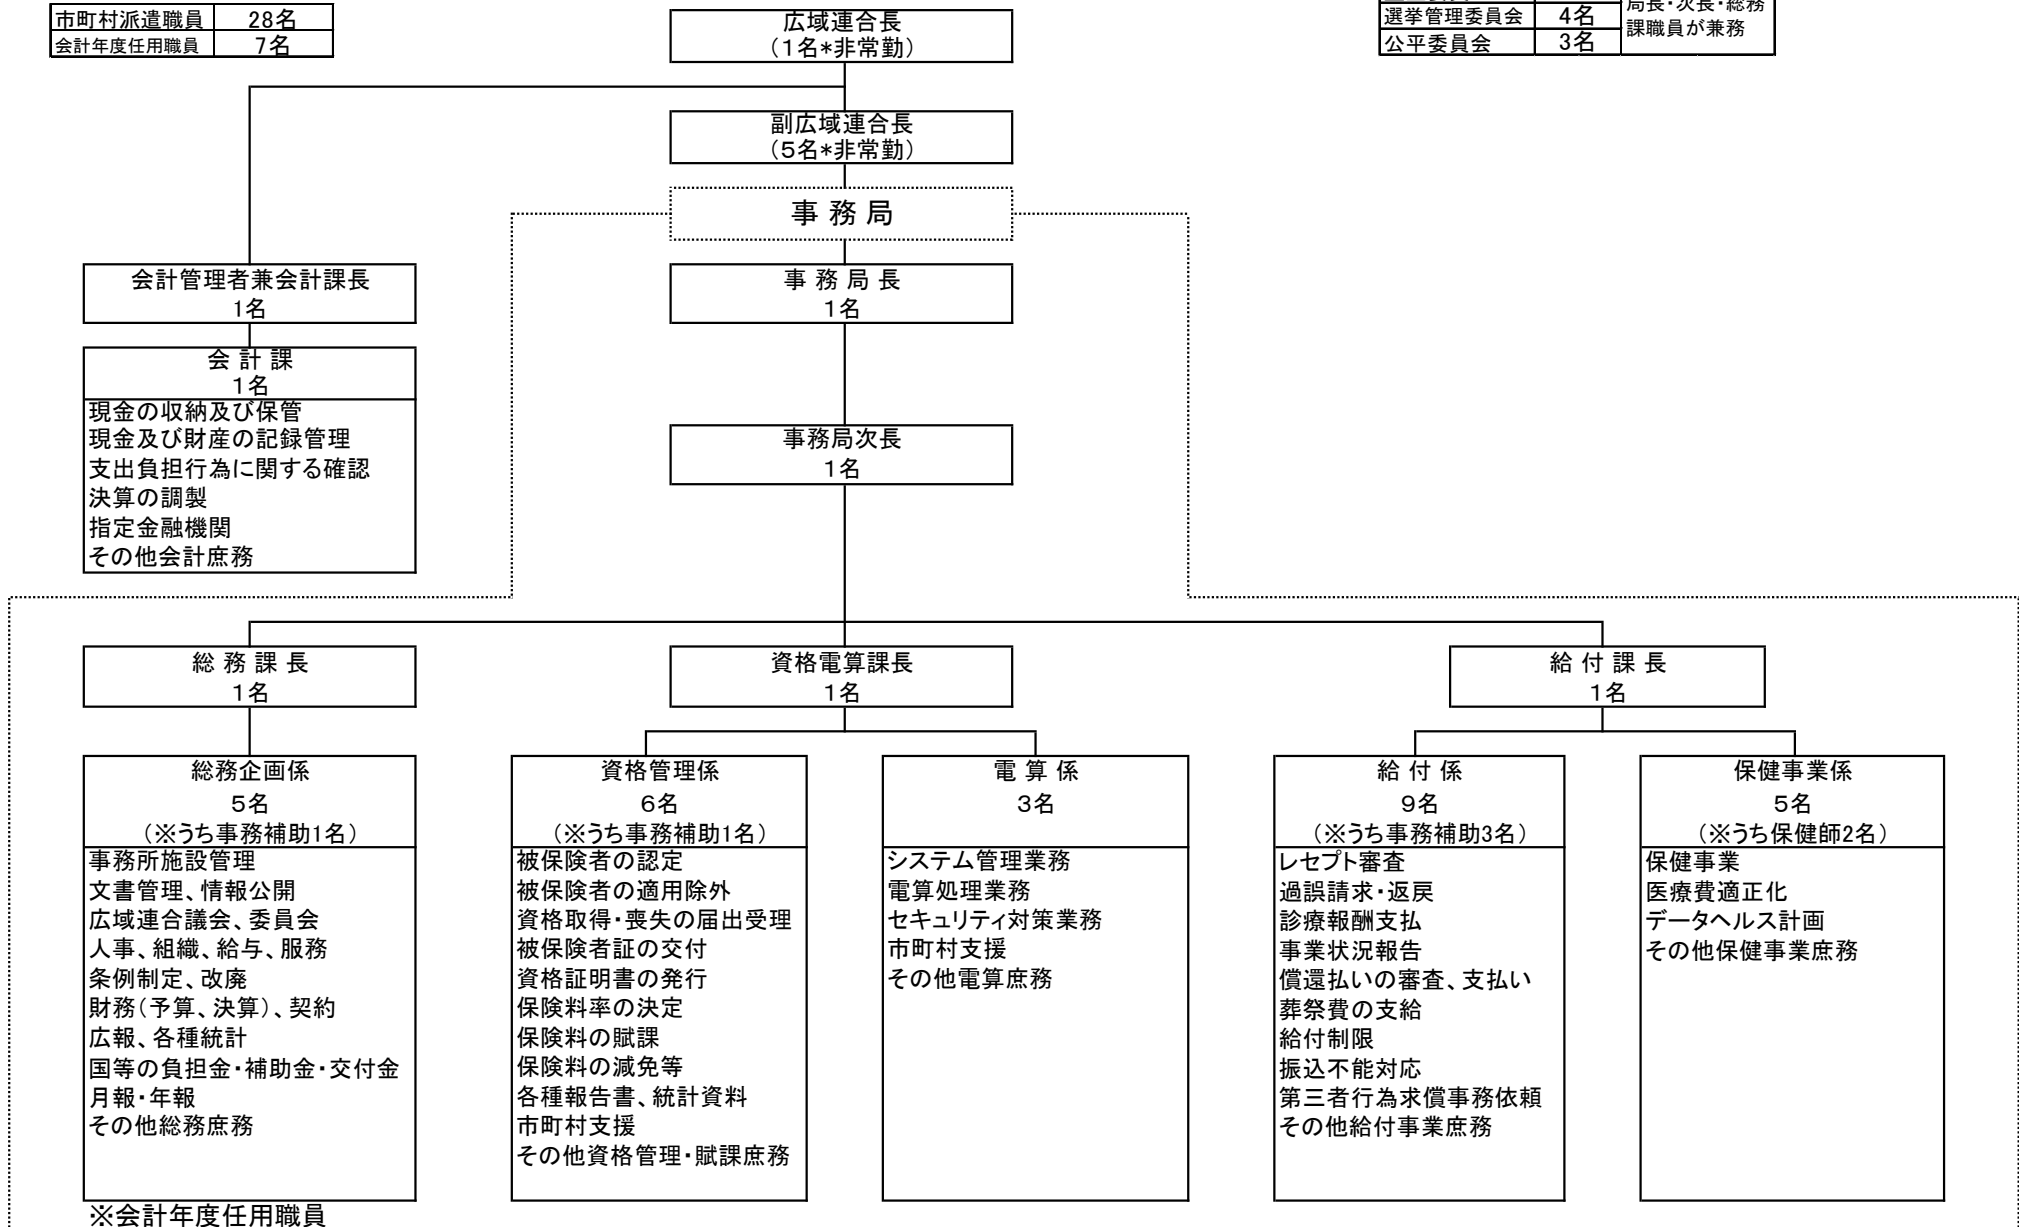 市町村派遣職員 28名
会計年度任用職員 7名
広域連合長
（1名*非常勤）
局長・次長・総務
選挙管理委員会 4名
課職員が兼務
公平委員会 3名
副広域連合長
（5名*非常勤）
事 務 局
会計管理者兼会計課長
1名
事 務 局 長
1名
会 計 課
1名
現金の収納及び保管
現金及び財産の記録管理
支出負担行為に関する確認
決算の調製
指定金融機関
その他会計庶務
事務局次長
1名
総 務 課 長
1名
資格電算課長
1名
給 付 課 長
1名
総務企画係
5名
（※うち事務補助1名）
事務所施設管理
文書管理、情報公開
広域連合議会、委員会
人事、組織、給与、服務
条例制定、改廃
財務（予算、決算）、契約
広報、各種統計
国等の負担金・補助金・交付金
月報・年報
その他総務庶務
資格管理係
6名
（※うち事務補助1名）
被保険者の認定
被保険者の適用除外
資格取得・喪失の届出受理
被保険者証の交付
資格証明書の発行
保険料率の決定
保険料の賦課
保険料の減免等
各種報告書、統計資料
市町村支援
その他資格管理・賦課庶務
電 算 係
3名
システム管理業務
電算処理業務
セキュリティ対策業務
市町村支援
その他電算庶務
給 付 係
9名
（※うち事務補助3名）
レセプト審査
過誤請求・返戻
診療報酬支払
事業状況報告
償還払いの審査、支払い
葬祭費の支給
給付制限
振込不能対応
第三者行為求償事務依頼
その他給付事業庶務
保健事業係
5名
（※うち保健師2名）
保健事業
医療費適正化
データヘルス計画
その他保健事業庶務
※会計年度任用職員